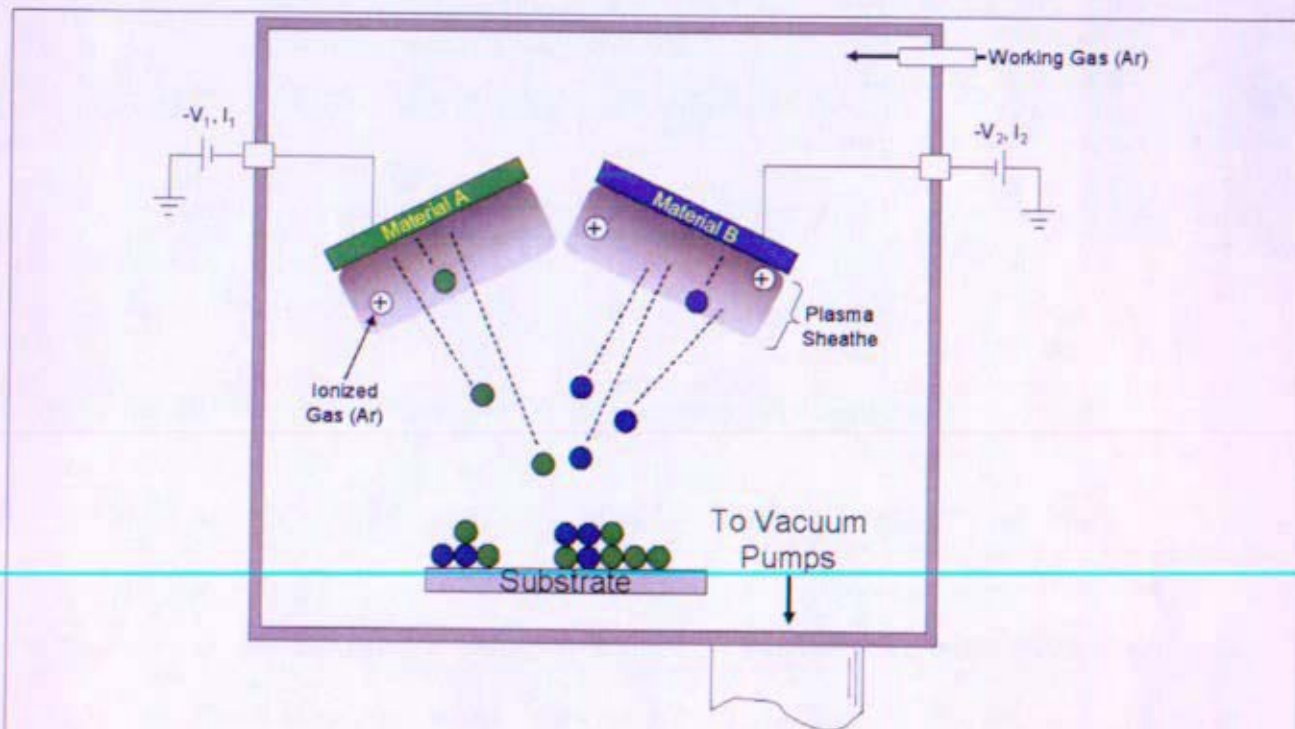 Working Gas (Ar)
-V₁, I₁
-V₂, I₂
Material A
Material B
+
+
+
Plasma
Sheathe
Ionized
Gas (Ar)
To Vacuum
Pumps
Substrate